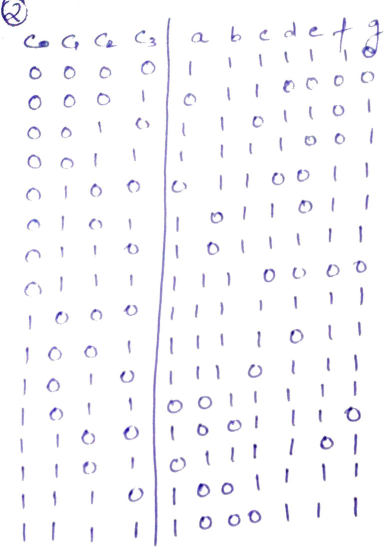 2
C0 C1 C2 C3 | a b c d e f g
0 0 0 0 | 1 1 1 1 1 1 0
0 0 0 1 | 0 1 1 0 0 0 0
0 0 1 0 | 1 1 0 1 1 0 1
0 0 1 1 | 1 1 1 1 0 0 1
0 1 0 0 | 0 1 1 0 0 1 1
0 1 0 1 | 1 0 1 1 0 1 1
0 1 1 0 | 1 0 1 1 1 1 1
0 1 1 1 | 1 1 1 0 0 0 0
1 0 0 0 | 1 1 1 1 1 1 1
1 0 0 1 | 1 1 1 1 0 1 1
1 0 1 0 | 1 1 1 0 1 1 1
1 0 1 1 | 0 0 1 1 1 1 1
1 1 0 0 | 1 0 0 1 1 1 0
1 1 0 1 | 0 1 1 1 1 0 1
1 1 1 0 | 1 0 0 1 1 1 1
1 1 1 1 | 1 0 0 0 1 1 1